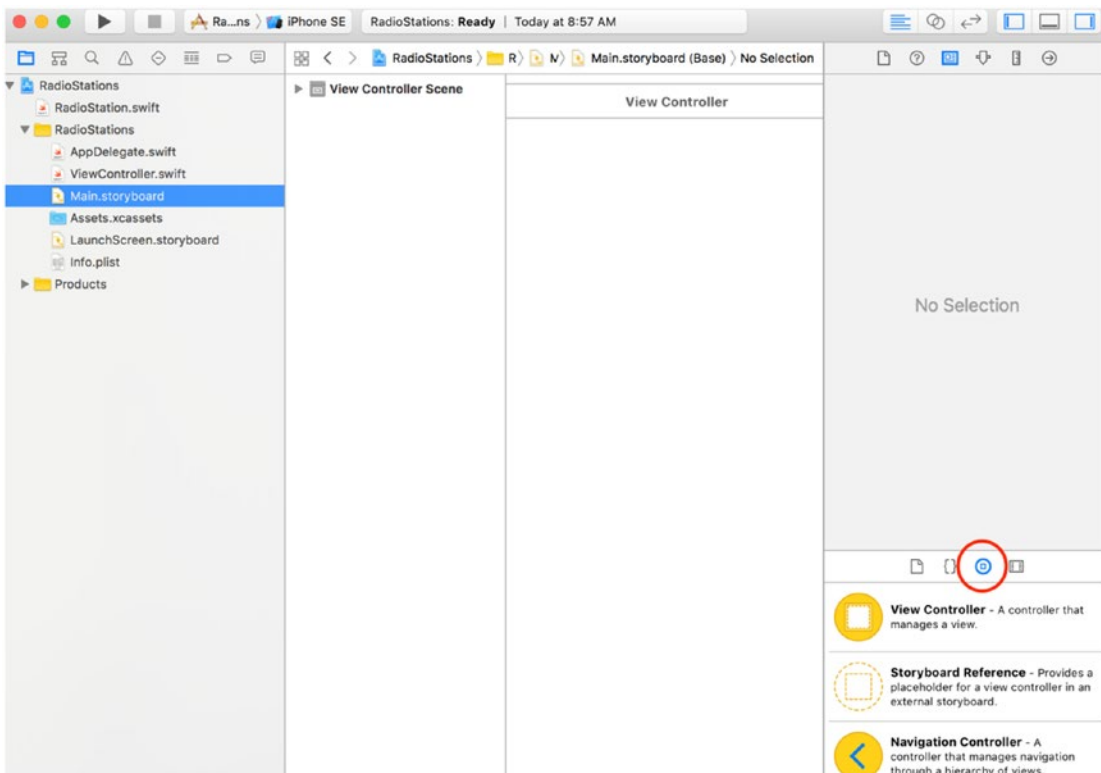 Ra...ns 〉 iPhone SE
RadioStations: Ready | Today at 8:57 AM
RadioStations 〉 R 〉 M 〉 Main.storyboard (Base) 〉 No Selection
RadioStations
RadioStation.swift
RadioStations
AppDelegate.swift
ViewController.swift
Main.storyboard
Assets.xcassets
LaunchScreen.storyboard
Info.plist
Products
View Controller Scene
View Controller
No Selection
View Controller - A controller that
manages a view.
Storyboard Reference - Provides a
placeholder for a view controller in an
external storyboard.
Navigation Controller - A
controller that manages navigation
through a hierarchy of views.